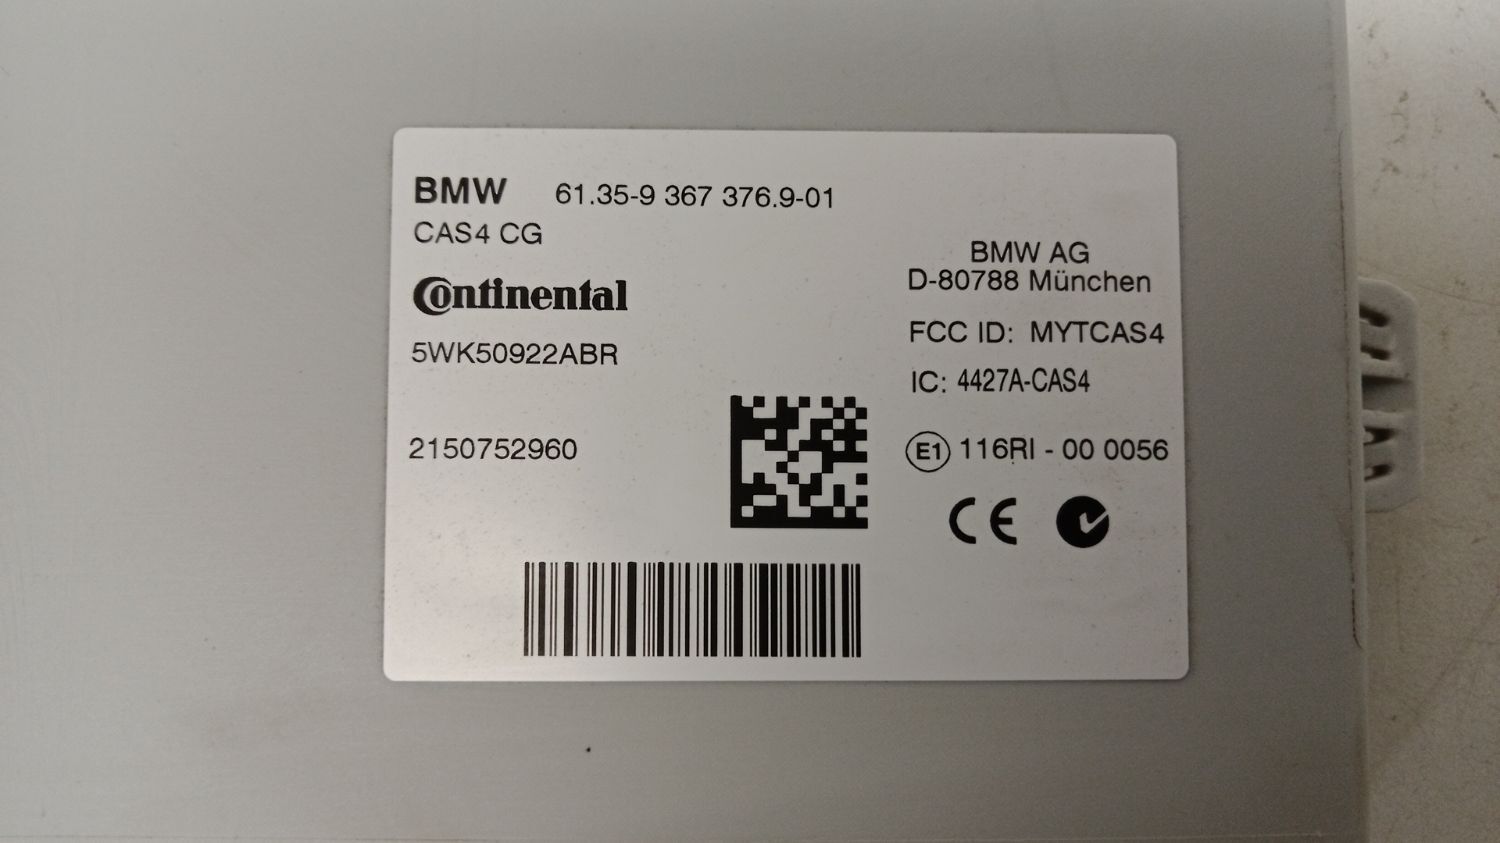 BMW 61.35-9 367 376.9-01
CAS4 CG
Continental
5WK50922ABR
2150752960
BMW AG
D-80788 München
FCC ID: MYTCAS4
IC: 4427A-CAS4
E1 116RI - 00 0056
CE